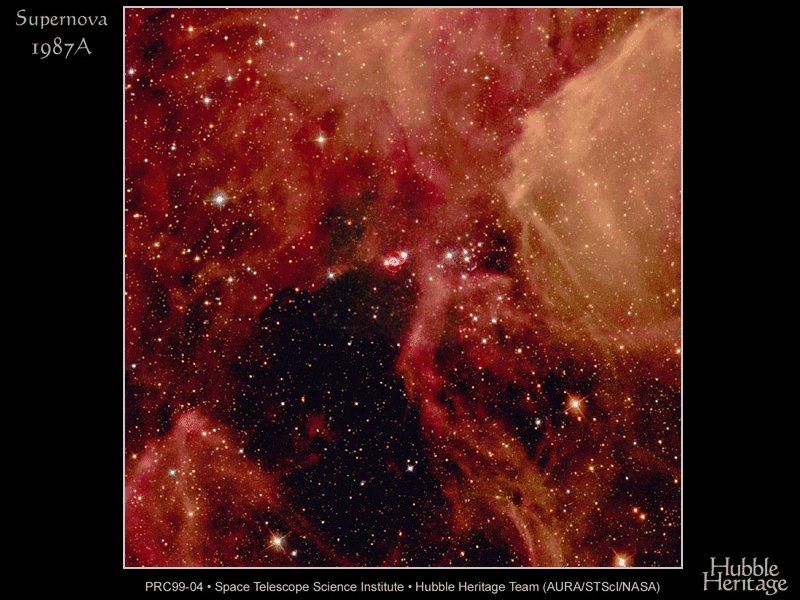 Supernova
1987A
PRC99-04 • Space Telescope Science Institute • Hubble Heritage Team (AURA/STScI/NASA)
Hubble
Heritage